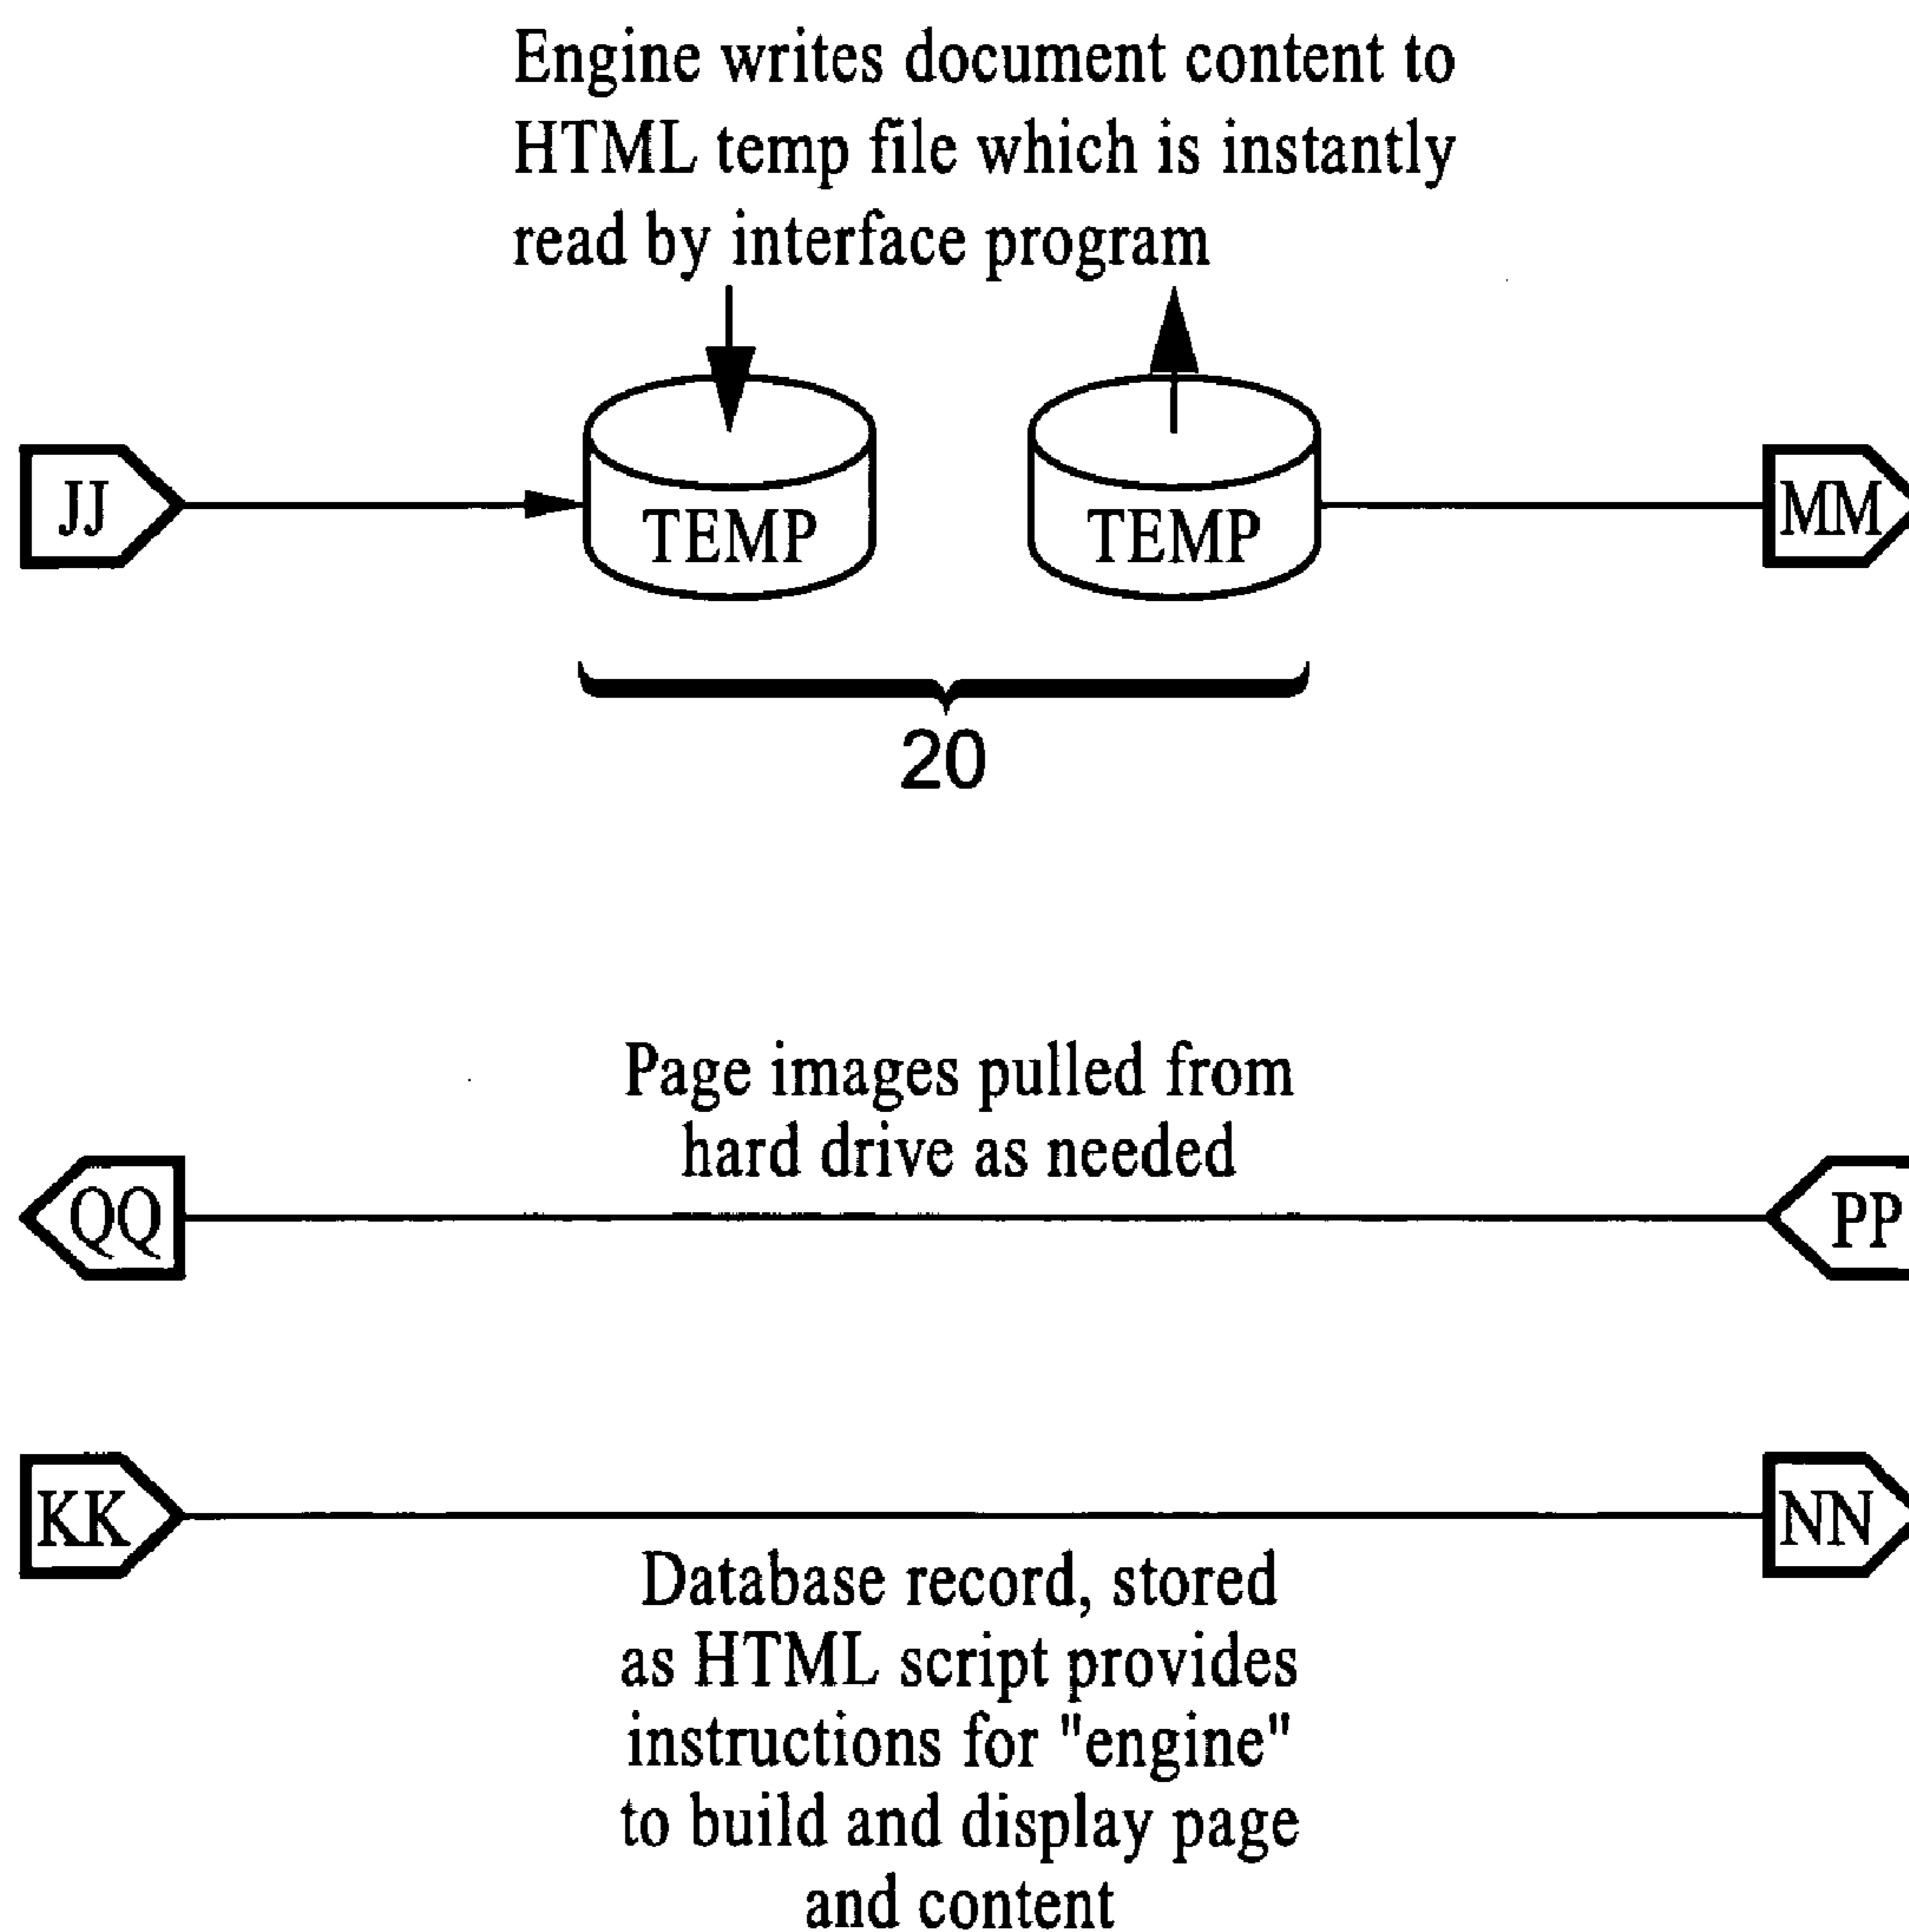 Engine writes document content to
HTML temp file which is instantly
read by interface program
JJ
TEMP
TEMP
MM
20
Page images pulled from
hard drive as needed
QQ
PP
KK
NN
Database record, stored
as HTML script provides
instructions for "engine"
to build and display page
and content